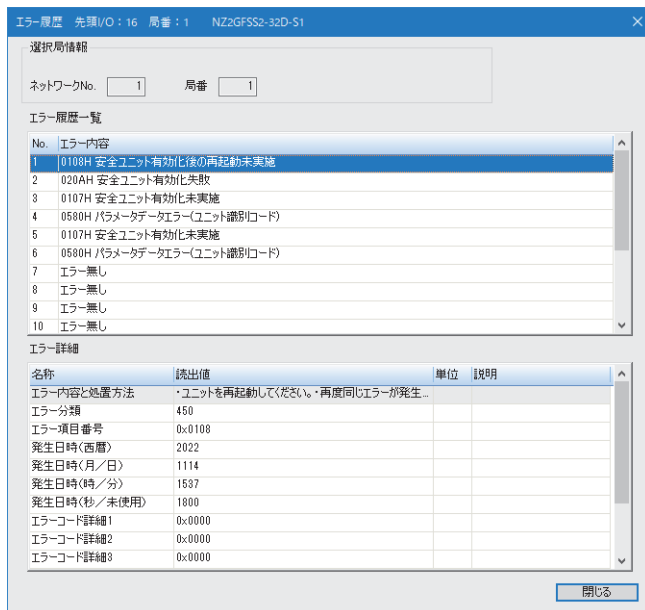 エラー履歴 先頭I/O:16 局番:1 NZ2GFSS2-32D-S1
選択局情報
ネットワークNo. 1 局番 1
エラー履歴一覧
No. エラー内容
1 0108H 安全ユニット有効化後の再起動未実施
2 020AH 安全ユニット有効化失敗
3 0107H 安全ユニット有効化未実施
4 0580H パラメータデータエラー(ユニット識別コード)
5 0107H 安全ユニット有効化未実施
6 0580H パラメータデータエラー(ユニット識別コード)
7 エラー無し
8 エラー無し
9 エラー無し
10 エラー無し
エラー詳細
名称 読出値 単位 説明
エラー内容と処置方法 ・ユニットを再起動してください。・再度同じエラーが発生...
エラー分類 450
エラー項目番号 0x0108
発生日時(西暦) 2022
発生日時(月/日) 1114
発生日時(時/分) 1537
発生日時(秒/未使用) 1800
エラーコード詳細1 0x0000
エラーコード詳細2 0x0000
エラーコード詳細3 0x0000
閉じる